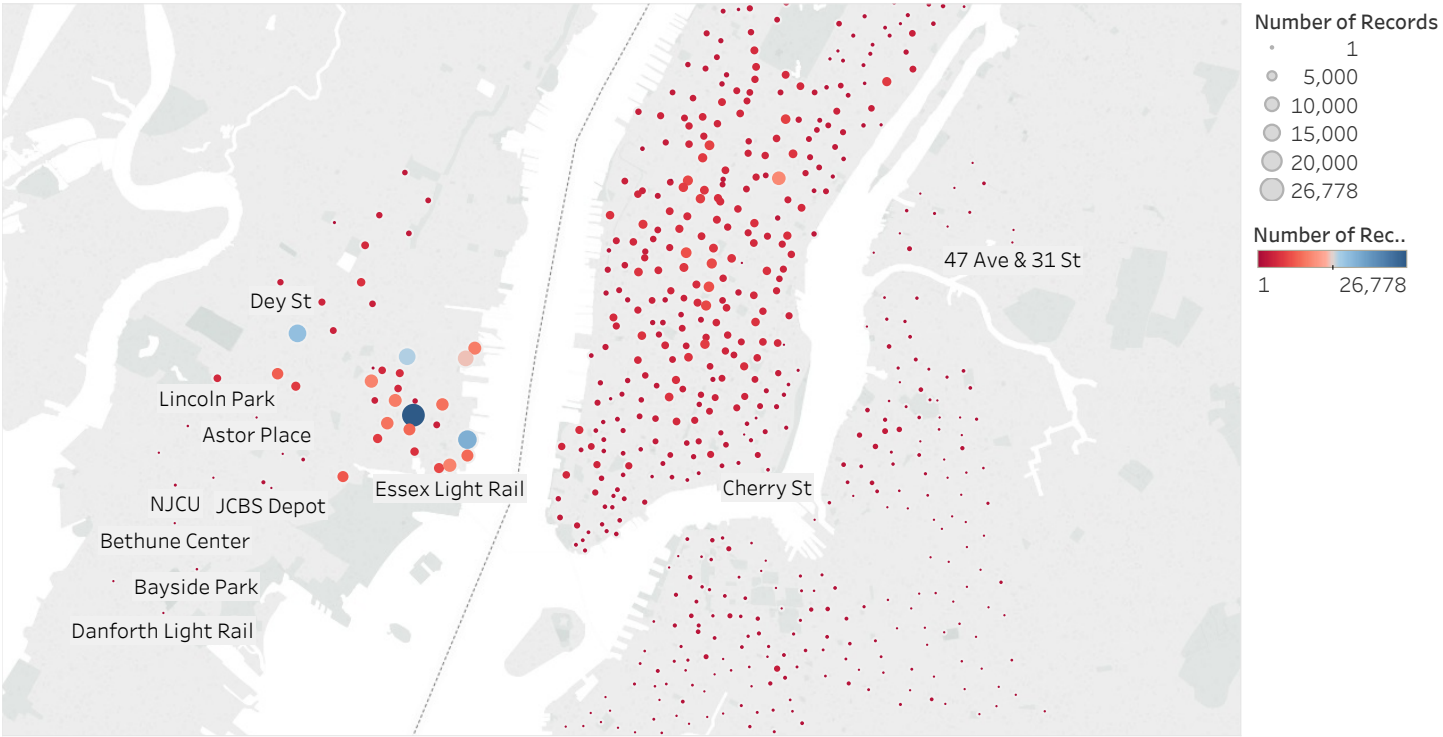 Number of Records
1
5,000
10,000
15,000
20,000
26,778
Number of Rec..
1 26,778
47 Ave & 31 St
Dey St
Lincoln Park
Astor Place
Essex Light Rail
Cherry St
NJCU
JCBS Depot
Bethune Center
Bayside Park
Danforth Light Rail